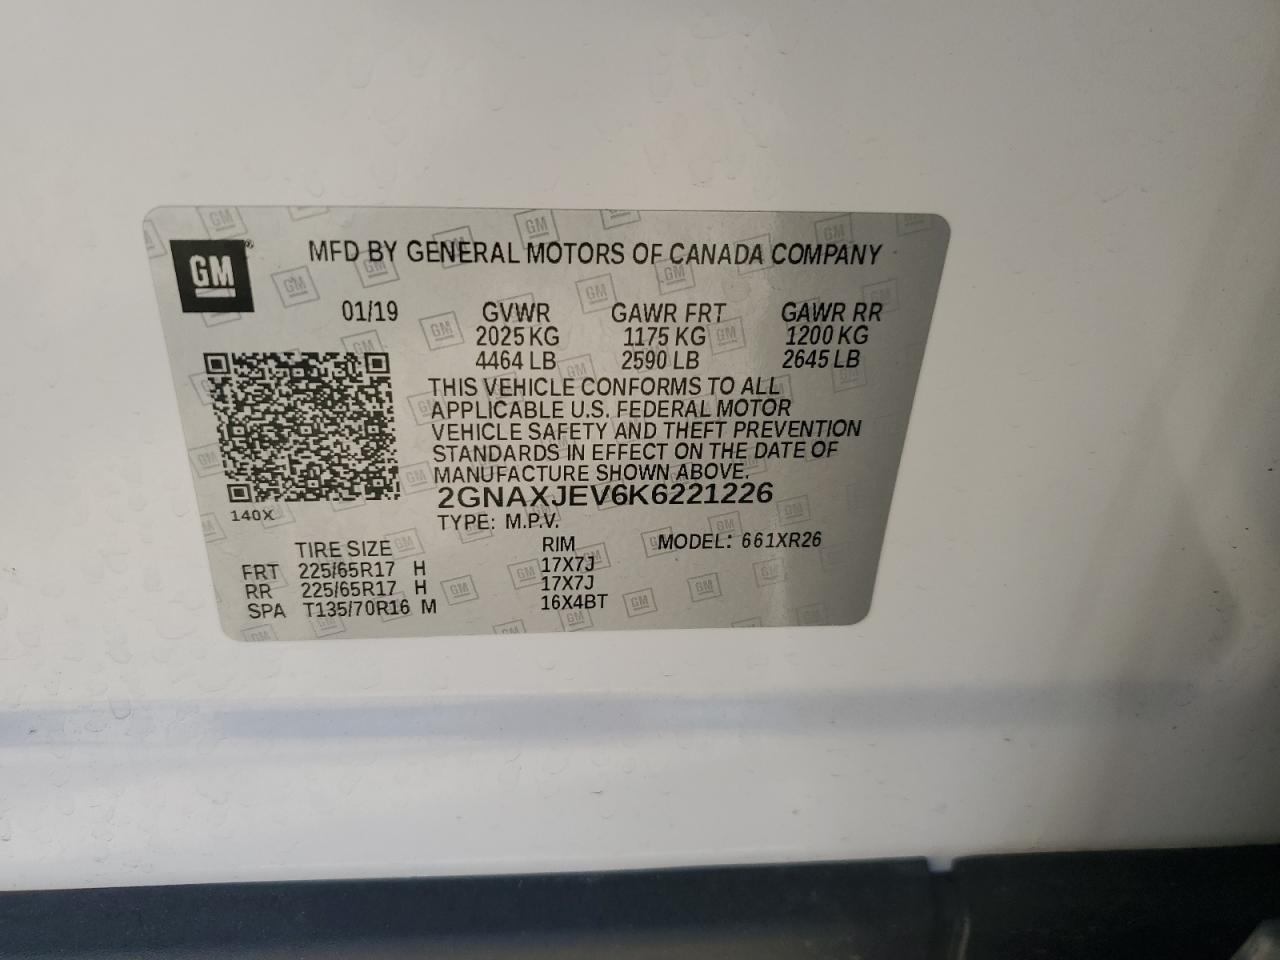 GM®
MFD BY GENERAL MOTORS OF CANADA COMPANY
01/19 GVWR GAWR FRT GAWR RR
2025 KG 1175 KG 1200 KG
4464 LB 2590 LB 2645 LB
THIS VEHICLE CONFORMS TO ALL
APPLICABLE U.S. FEDERAL MOTOR
VEHICLE SAFETY AND THEFT PREVENTION
STANDARDS IN EFFECT ON THE DATE OF
MANUFACTURE SHOWN ABOVE.
2GNAXJEV6K6221226
140X
TYPE: M.P.V.
TIRE SIZE RIM MODEL: 661XR26
FRT 225/65R17 H 17X7J
RR 225/65R17 H 17X7J
SPA T135/70R16 M 16X4BT